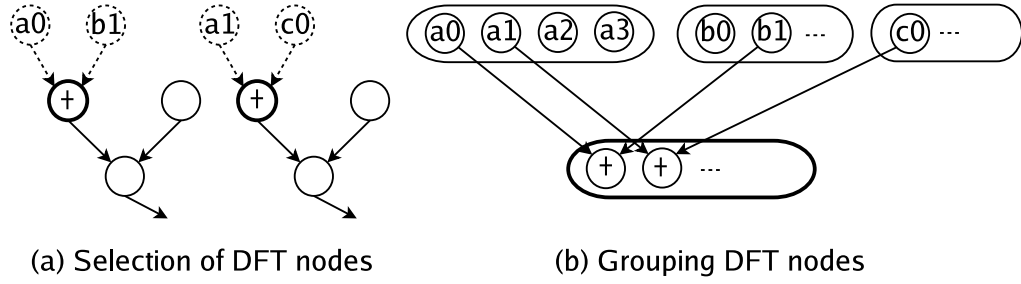 a0 b1 a1 c0 a0 a1 a2 a3 b0 b1 ... c0 ...
+ +
+ + ...
(a) Selection of DFT nodes (b) Grouping DFT nodes